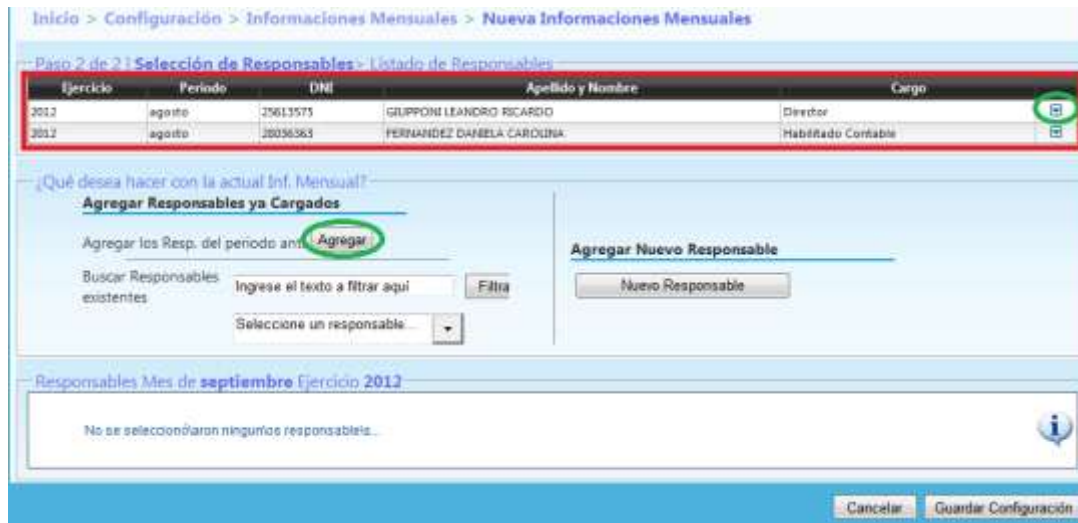 Inicio > Configuración > Informaciones Mensuales > Nueva Informaciones Mensuales
Paso 2 de 2 | Selección de Responsables > Listado de Responsables
Ejercicio Periodo DNI Apellido y Nombre Cargo
2012 agosto 25613575 GIUPPONI LEANDRO RICARDO Director
2012 agosto 28036363 FERNANDEZ DANIELA CAROLINA Habilitado Contable
¿Qué desea hacer con la actual Inf. Mensual?
Agregar Responsables ya Cargados
Agregar los Resp. del periodo ant Agregar
Agregar Nuevo Responsable
Buscar Responsables existentes
Ingrese el texto a filtrar aquí Filtra
Nuevo Responsable
Seleccione un responsable...
Responsables Mes de septiembre Ejercicio 2012
No se seleccionó\aron ningun\os responsable\s...
Cancelar Guardar Configuración